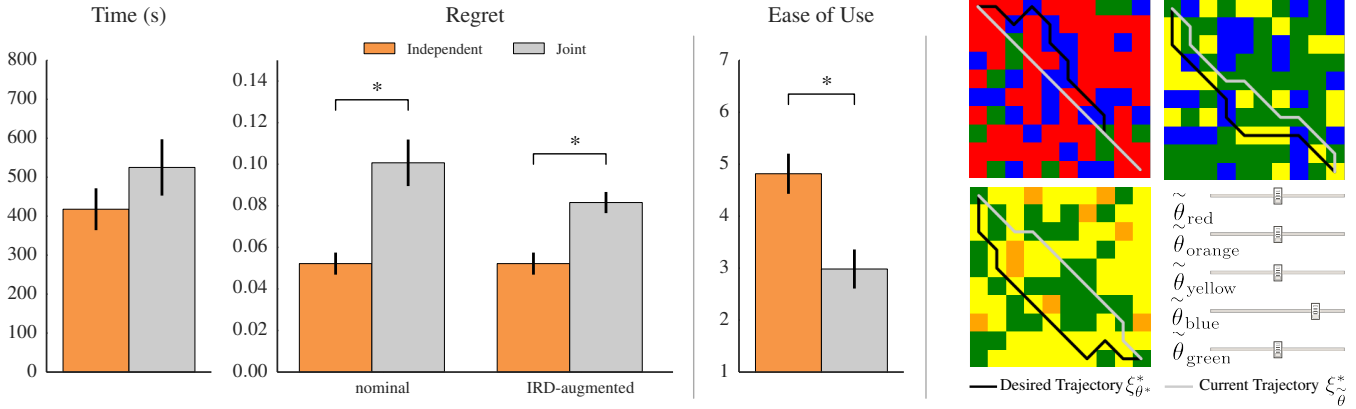 Time (s)
Regret
Ease of Use
Independent
Joint
800
700
600
500
400
300
200
100
0
0.14
0.12
0.10
0.08
0.06
0.04
0.02
0.00
*
*
nominal
IRD-augmented
7
6
5
4
3
2
1
*
θ̃red
θ̃orange
θ̃yellow
θ̃blue
θ̃green
Desired Trajectory ξ*θ*
Current Trajectory ξ*θ̃